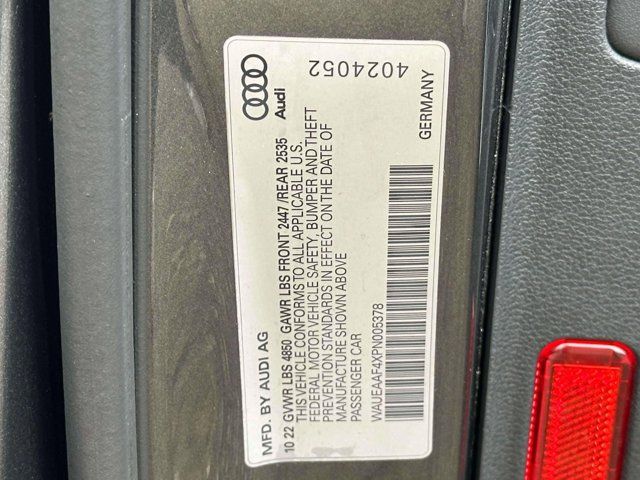 MFD. BY AUDI AG
10 22 GVWR LBS 4850 GAWR LBS FRONT 2447/REAR 2535
THIS VEHICLE CONFORMS TO ALL APPLICABLE U.S.
FEDERAL MOTOR VEHICLE SAFETY, BUMPER AND THEFT
PREVENTION STANDARDS IN EFFECT ON THE DATE OF
MANUFACTURE SHOWN ABOVE
PASSENGER CAR
WAUEAAF4XPN005378
Audi
4024052
GERMANY